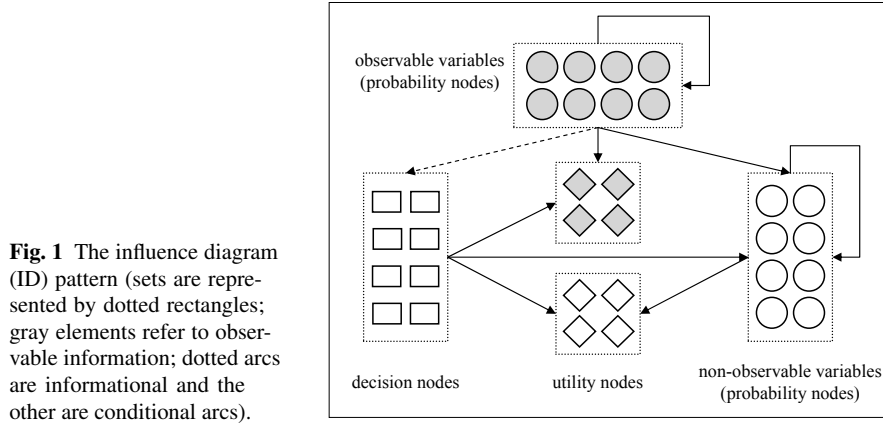 observable variables
(probability nodes)
Fig. 1 The influence diagram
(ID) pattern (sets are repre-
sented by dotted rectangles;
gray elements refer to obser-
vable information; dotted arcs
are informational and the
other are conditional arcs).
decision nodes
utility nodes
non-observable variables
(probability nodes)